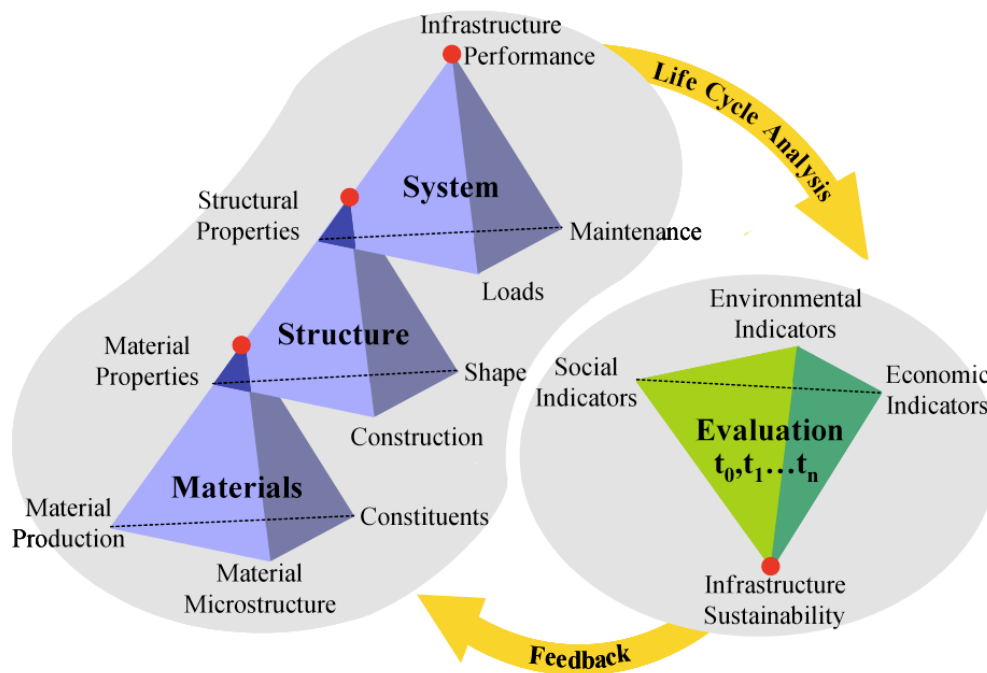 Infrastructure
Performance
Life Cycle Analysis
System
Structural
Properties
Maintenance
Loads
Structure
Material
Properties
Shape
Construction
Materials
Material
Production
Constituents
Material
Microstructure
Environmental
Indicators
Social
Indicators
Economic
Indicators
Evaluation
t0,t1…tn
Infrastructure
Sustainability
Feedback